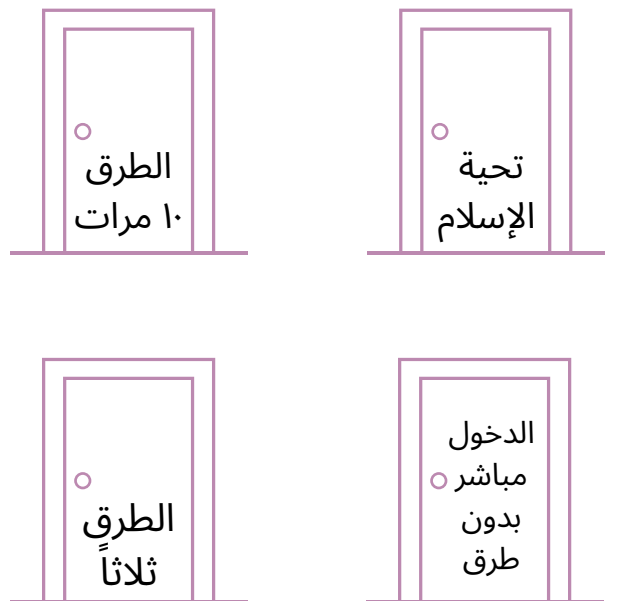 تحية
الإسلام
الطرق
١٠ مرات
الدخول
مباشر
بدون
طرق
الطرق
ثلاثاً